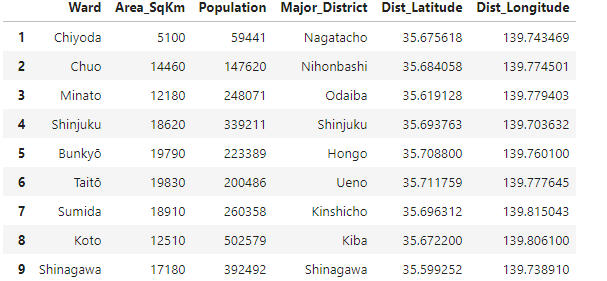 Ward Area_SqKm Population Major_District Dist_Latitude Dist_Longitude
1 Chiyoda 5100 59441 Nagatacho 35.675618 139.743469
2 Chuo 14460 147620 Nihonbashi 35.684058 139.774501
3 Minato 12180 248071 Odaiba 35.619128 139.779403
4 Shinjuku 18620 339211 Shinjuku 35.693763 139.703632
5 Bunkyō 19790 223389 Hongo 35.708800 139.760100
6 Taitō 19830 200486 Ueno 35.711759 139.777645
7 Sumida 18910 260358 Kinshicho 35.696312 139.815043
8 Koto 12510 502579 Kiba 35.672200 139.806100
9 Shinagawa 17180 392492 Shinagawa 35.599252 139.738910